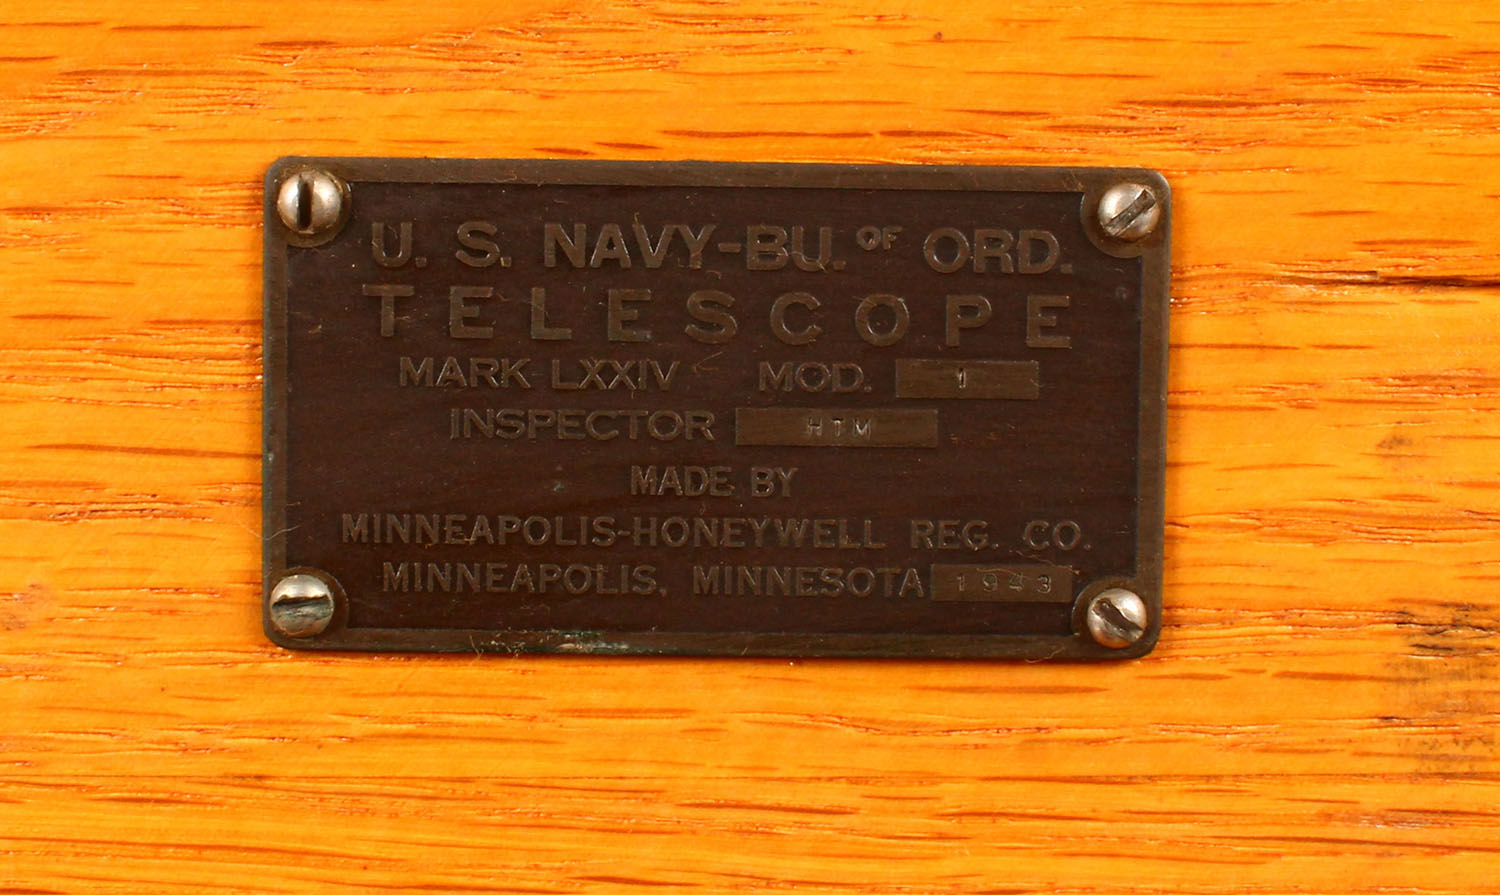 U. S. NAVY-BU. OF ORD.
TELESCOPE
MARK LXXIV MOD. 1
INSPECTOR HTM
MADE BY
MINNEAPOLIS-HONEYWELL REG. CO.
MINNEAPOLIS, MINNESOTA 1943